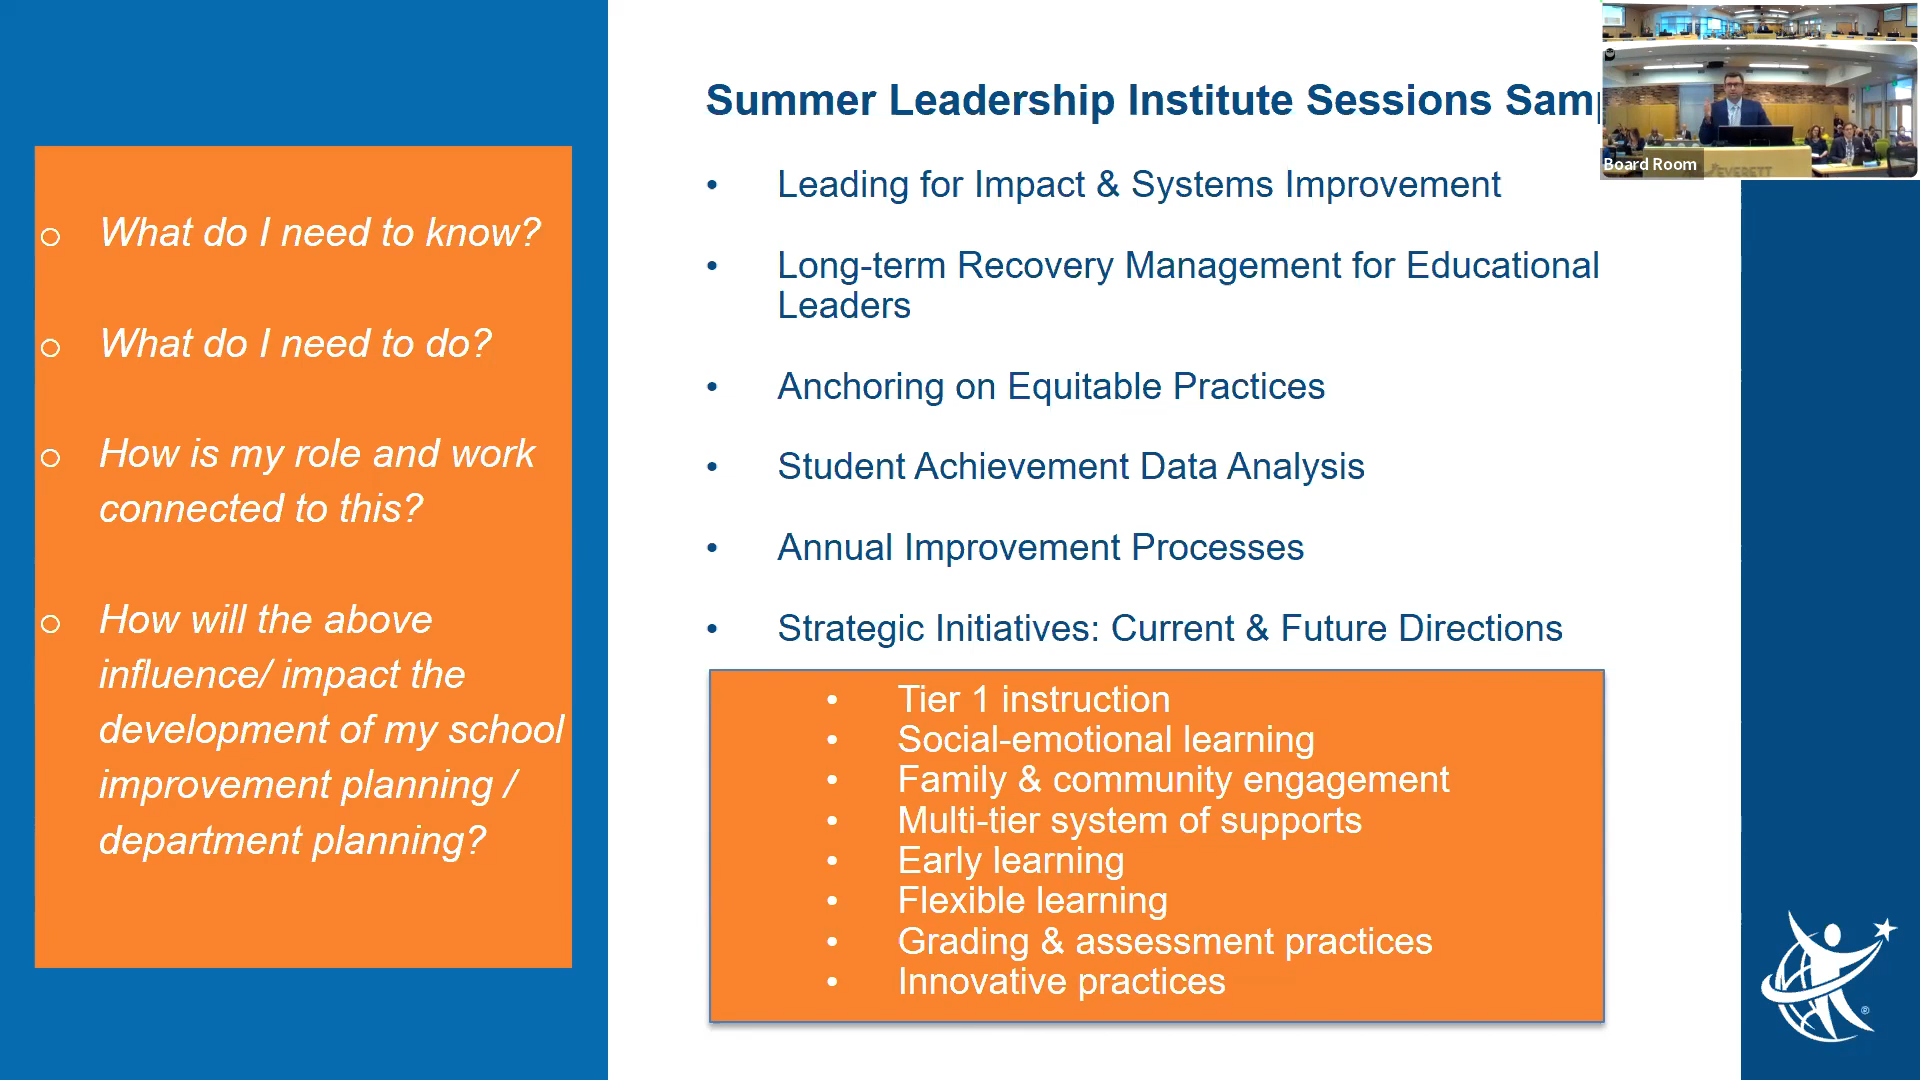 What do I need to know?
What do I need to do?
How is my role and work
connected to this?
How will the above
influence/ impact the
development of my school
improvement planning /
department planning?
Summer Leadership Institute Sessions
• Leading for Impact & Systems Improvement
• Long-term Recovery Management for Educational
Leaders
• Anchoring on Equitable Practices
• Student Achievement Data Analysis
• Annual Improvement Processes
• Strategic Initiatives: Current & Future Directions
• Tier 1 instruction
• Social-emotional learning
• Family & community engagement
• Multi-tier system of supports
• Early learning
• Flexible learning
• Grading & assessment practices
• Innovative practices
Board Room
EVERETT
®